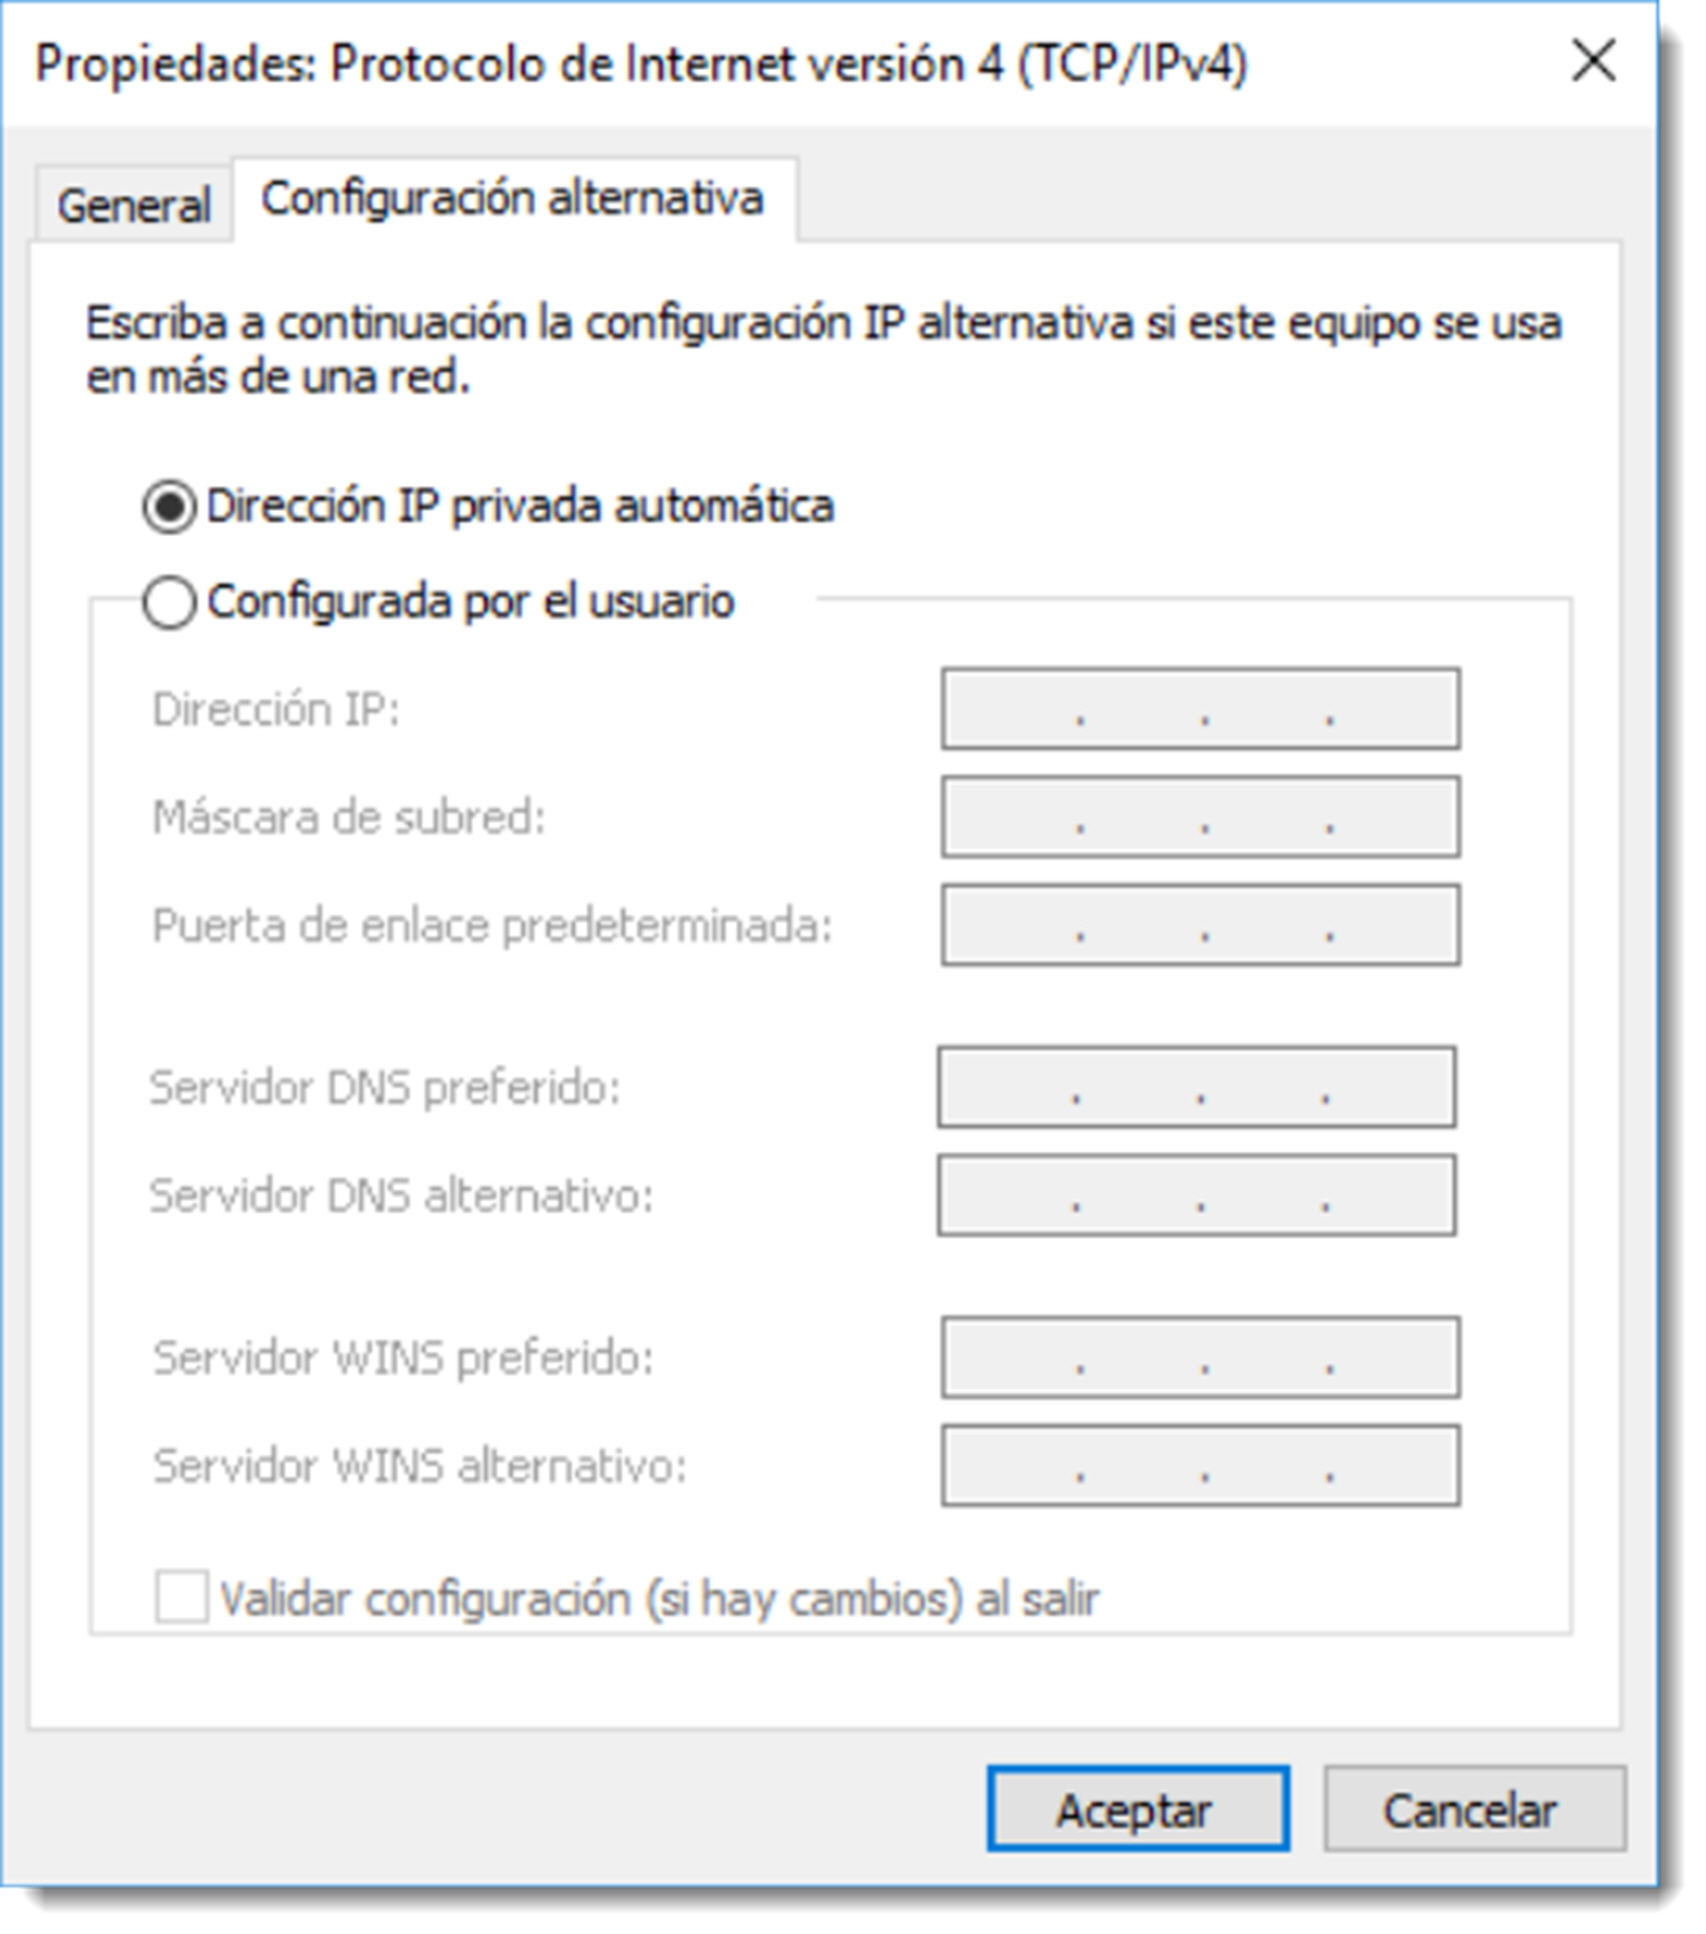 Propiedades: Protocolo de Internet versión 4 (TCP/IPv4)
General
Configuración alternativa
Escriba a continuación la configuración IP alternativa si este equipo se usa
en más de una red.
Dirección IP privada automática
Configurada por el usuario
Dirección IP:
Máscara de subred:
Puerta de enlace predeterminada:
Servidor DNS preferido:
Servidor DNS alternativo:
Servidor WINS preferido:
Servidor WINS alternativo:
Validar configuración (si hay cambios) al salir
Aceptar
Cancelar